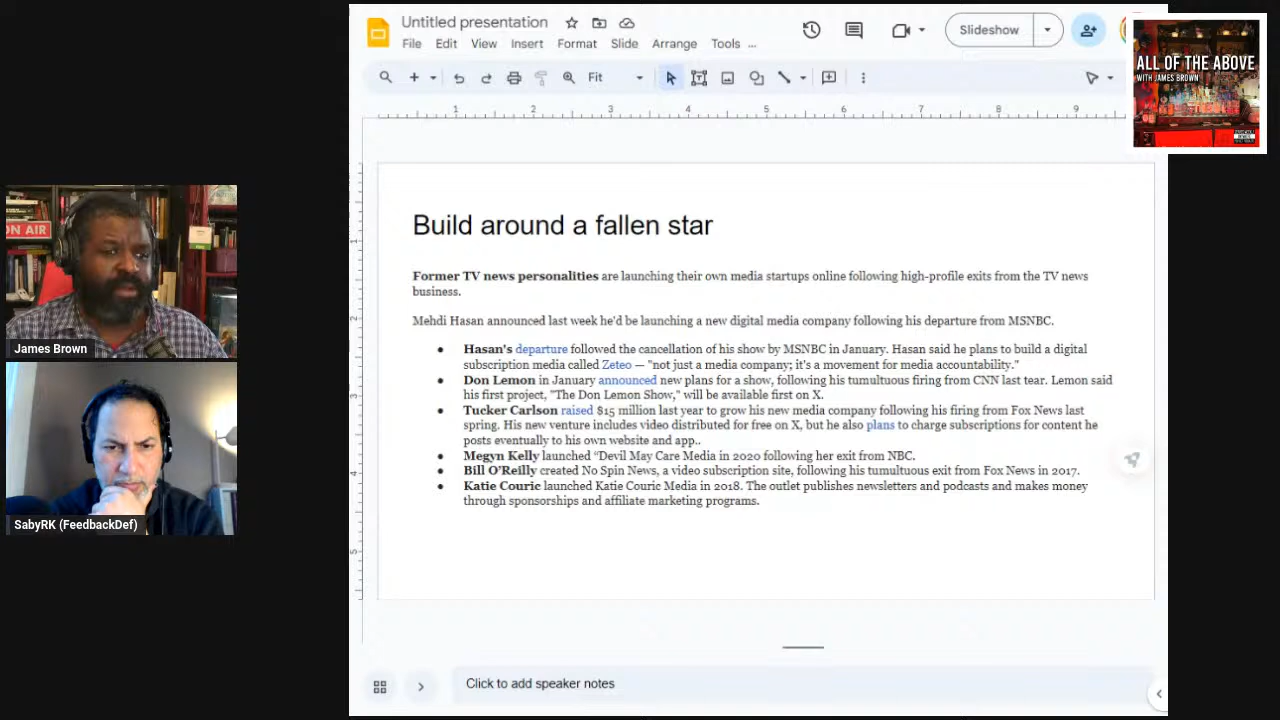 Untitled presentation
File Edit View Insert Format Slide Arrange Tools ...
Slideshow
Fit
1 2 3 4 5 6 7 8 9
ALL OF THE ABOVE
WITH JAMES BROWN
Build around a fallen star
Former TV news personalities are launching their own media startups online following high-profile exits from the TV news
business.
Mehdi Hasan announced last week he'd be launching a new digital media company following his departure from MSNBC.
● Hasan's departure followed the cancellation of his show by MSNBC in January. Hasan said he plans to build a digital
subscription media called Zeteo — "not just a media company; it's a movement for media accountability."
● Don Lemon in January announced new plans for a show, following his tumultuous firing from CNN last tear. Lemon said
his first project, "The Don Lemon Show," will be available first on X.
● Tucker Carlson raised $15 million last year to grow his new media company following his firing from Fox News last
spring. His new venture includes video distributed for free on X, but he also plans to charge subscriptions for content he
posts eventually to his own website and app..
● Megyn Kelly launched “Devil May Care Media in 2020 following her exit from NBC.
● Bill O'Reilly created No Spin News, a video subscription site, following his tumultuous exit from Fox News in 2017.
● Katie Couric launched Katie Couric Media in 2018. The outlet publishes newsletters and podcasts and makes money
through sponsorships and affiliate marketing programs.
Click to add speaker notes
ON AIR
James Brown
SabyRK (FeedbackDef)